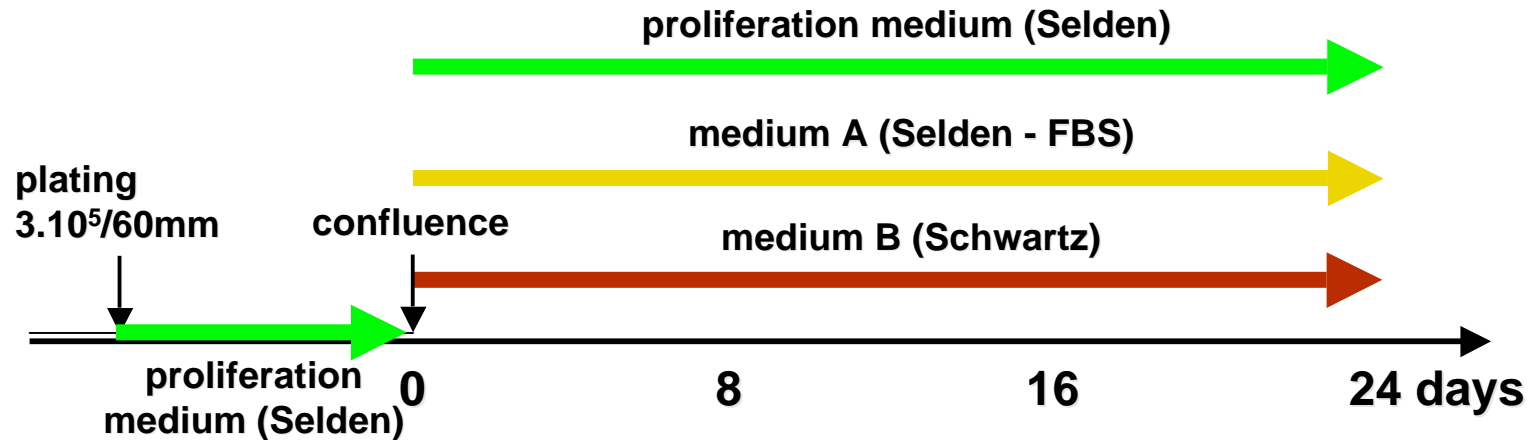 proliferation medium (Selden)
medium A (Selden - FBS)
plating
3.10⁵/60mm
confluence
medium B (Schwartz)
proliferation
medium (Selden)
0 8 16 24 days